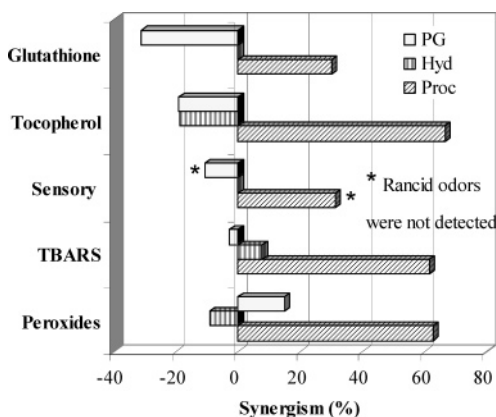 Glutathione
Tocopherol
Sensory
TBARS
Peroxides
PG
Hyd
Proc
*
*
* Rancid odors
were not detected
-40 -20 0 20 40 60 80
Synergism (%)